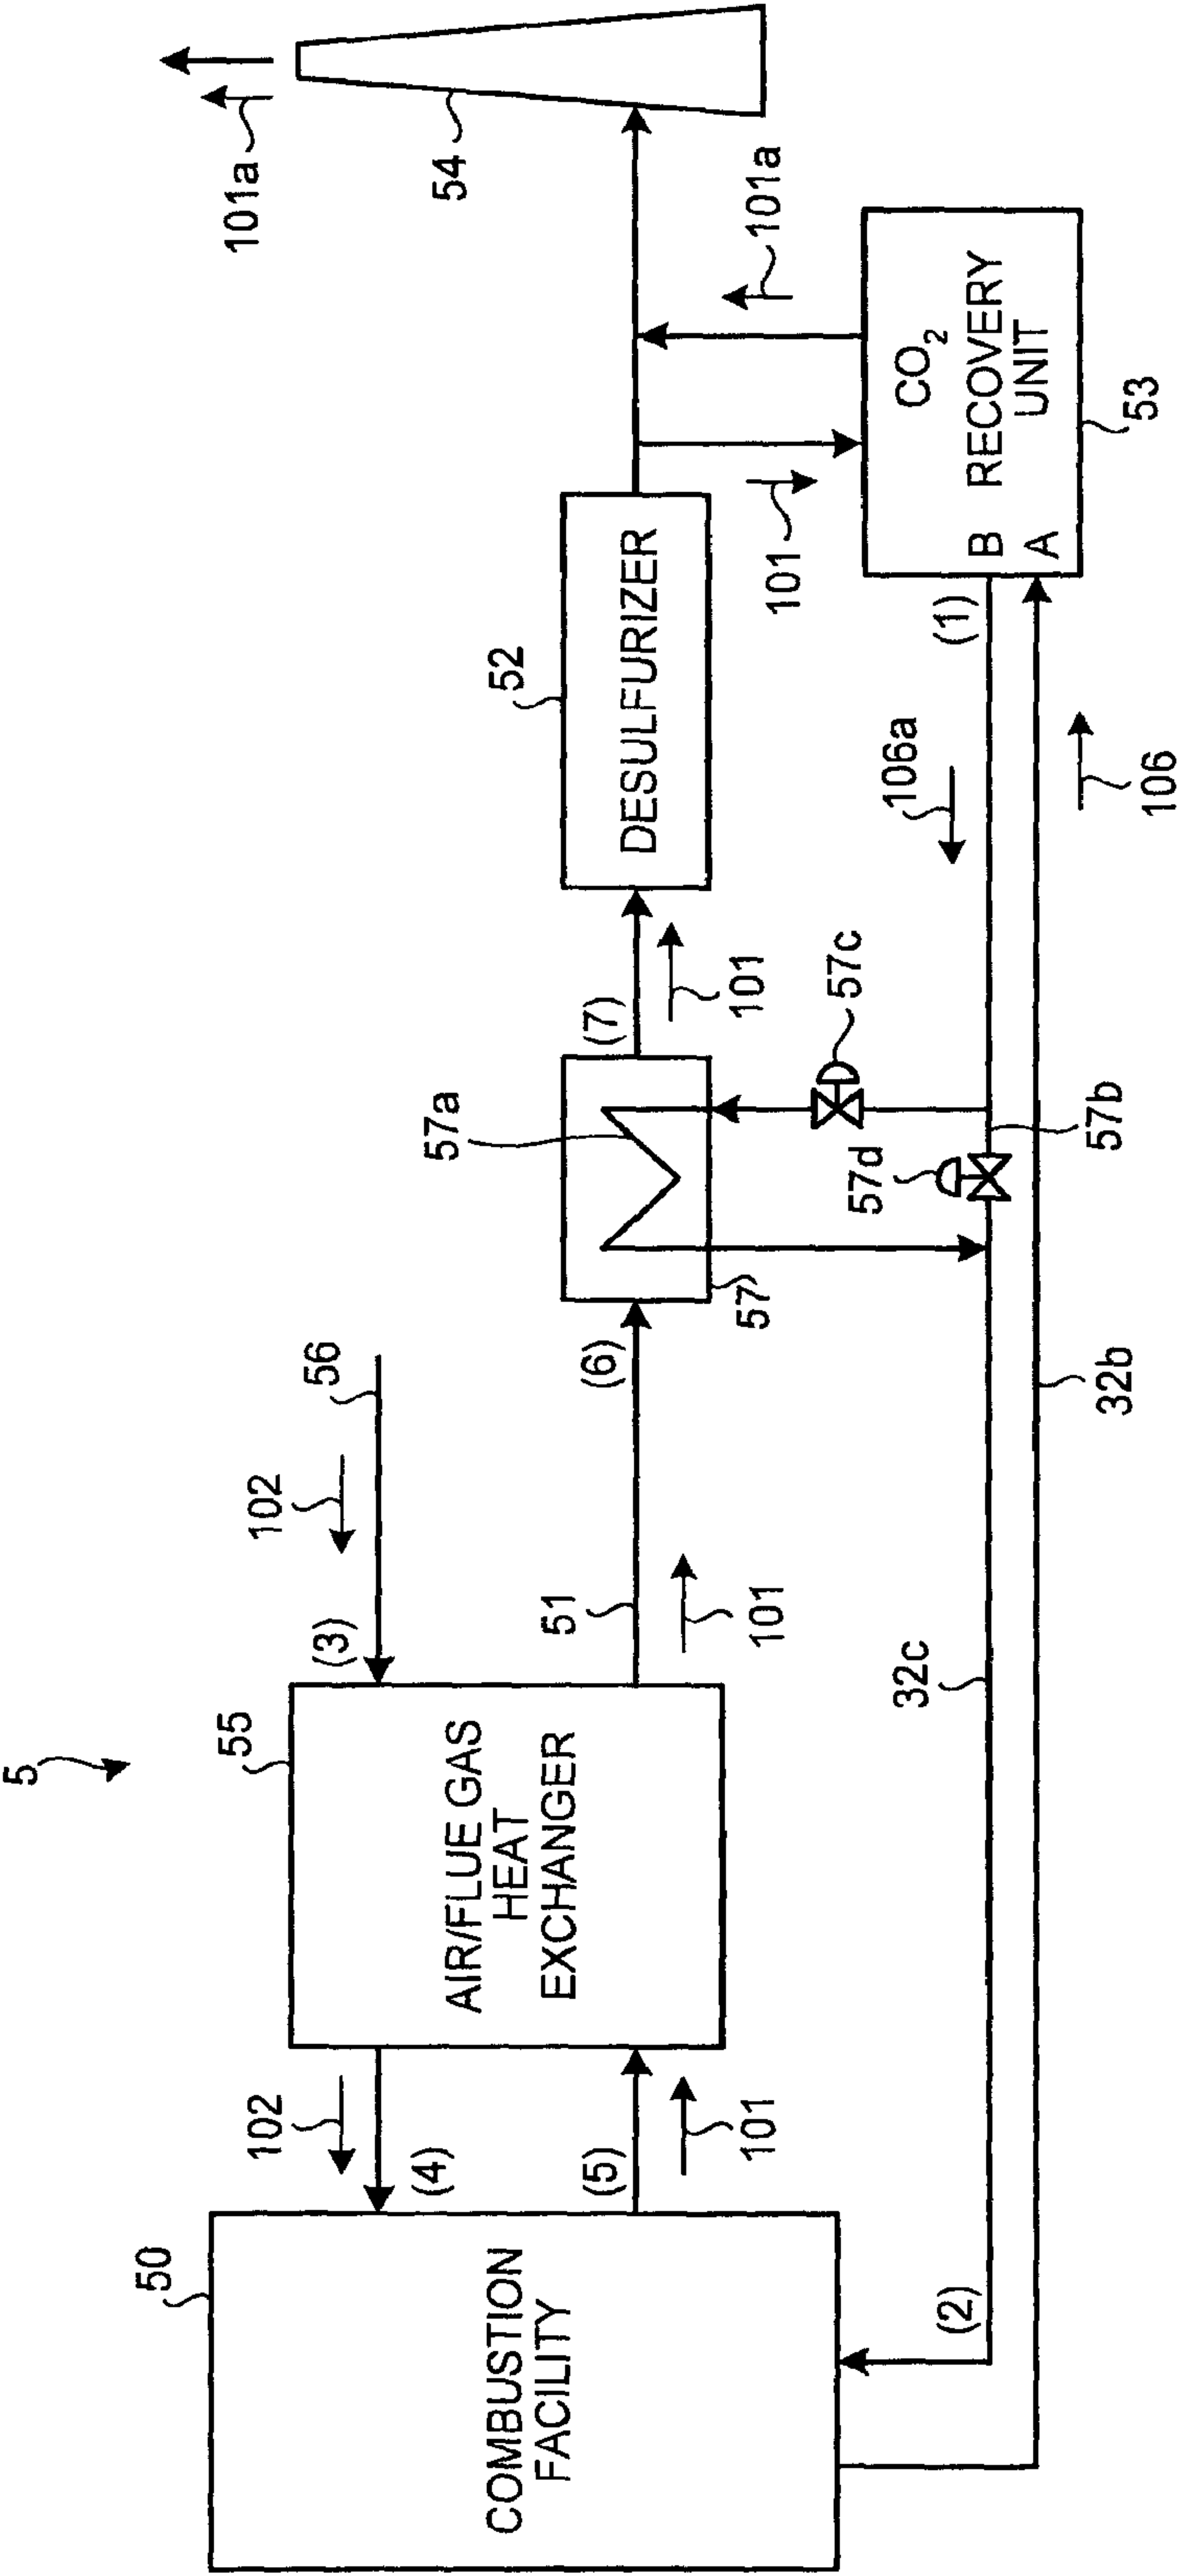 5
101a
54
101a
CO2
RECOVERY
UNIT
B
A
53
101
52
DESULFURIZER
(1)
106a
106
(7)
101
57a
57c
57d
57b
57
56
102
(6)
(3)
51
101
32b
32c
55
AIR/FLUE GAS
HEAT
EXCHANGER
102
(4)
(5)
101
50
COMBUSTION
FACILITY
(2)